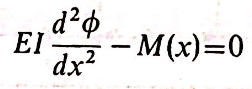 EI d²ϕ/dx² − M(x)=0